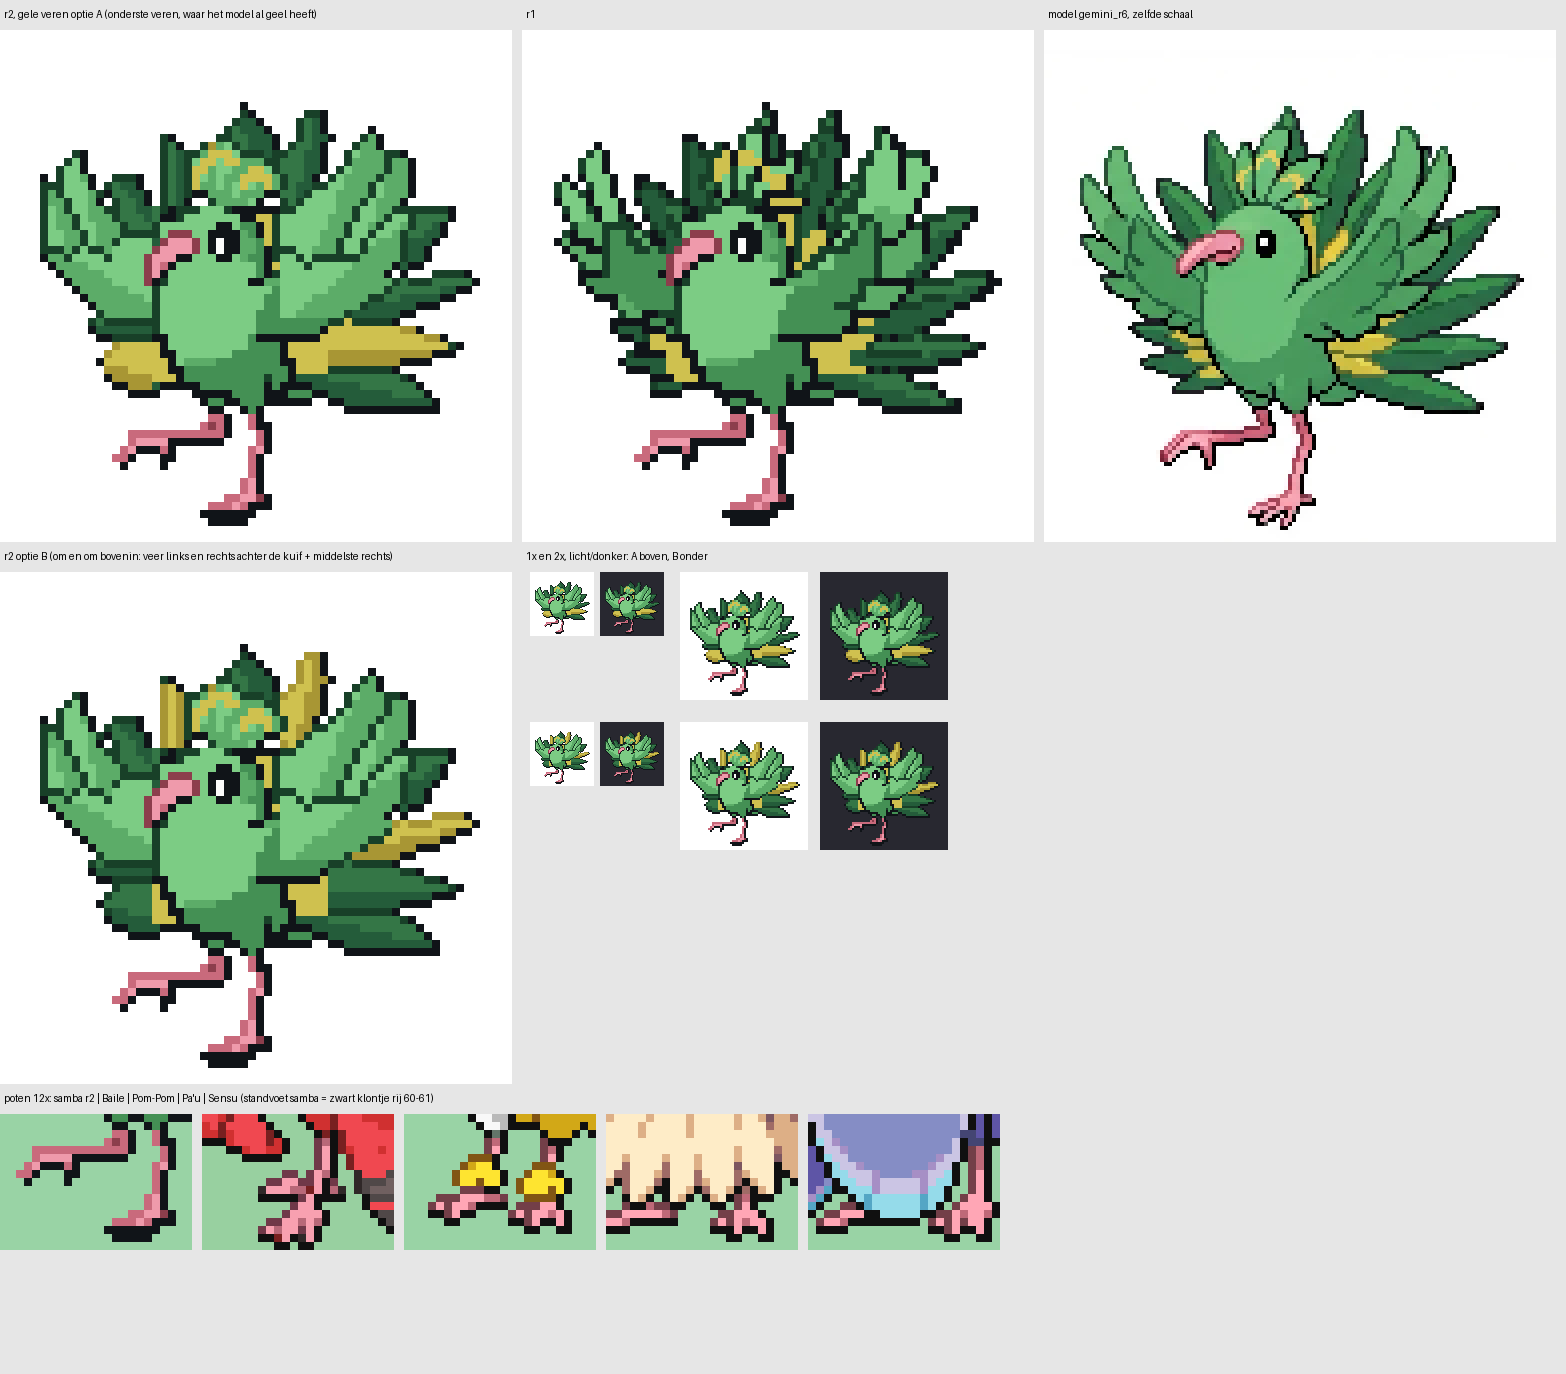 r2, gele veren optie A (onderste veren, waar het model al geel heeft)
r1
model gemini_r6, zelfde schaal
r2 optie B (om en om bovenin: veer links en rechts achter de kuif + middelste rechts)
1x en 2x, licht/donker: A boven, B onder
poten 12x: samba r2 | Baile | Pom-Pom | Pa'u | Sensu (standvoet samba = zwart klontje rij 60-61)